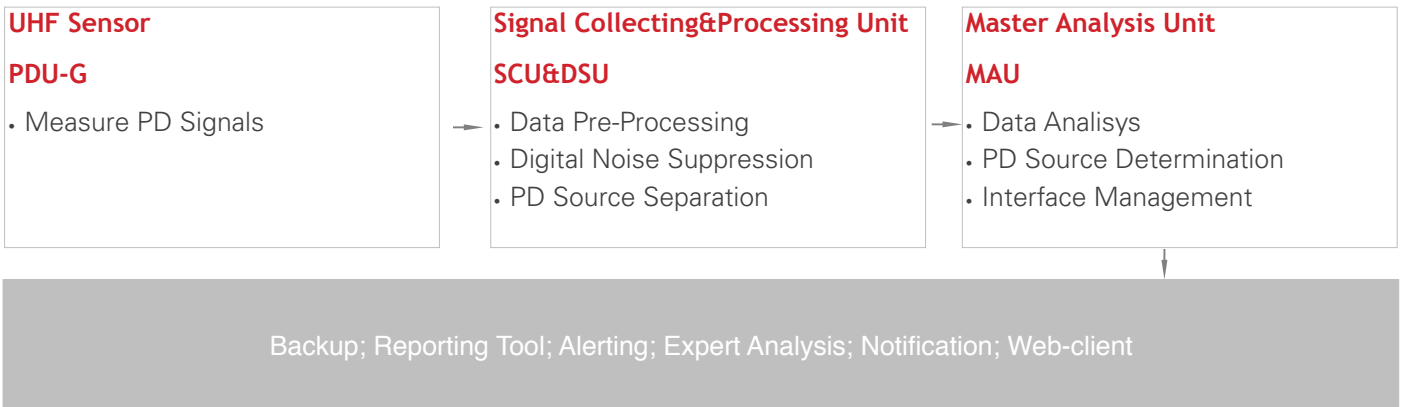 UHF Sensor
PDU-G
• Measure PD Signals
Signal Collecting&Processing Unit
SCU&DSU
• Data Pre-Processing
• Digital Noise Suppression
• PD Source Separation
Master Analysis Unit
MAU
• Data Analisys
• PD Source Determination
• Interface Management
Backup; Reporting Tool; Alerting; Expert Analysis; Notification; Web-client